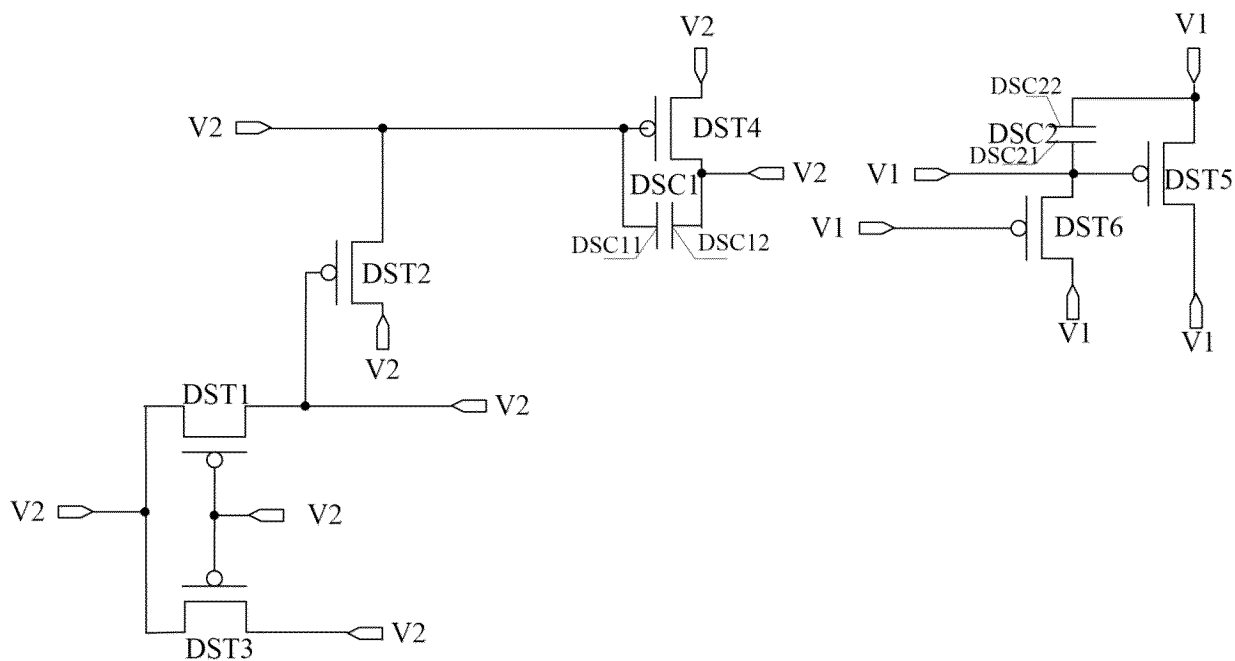 V2
V1
DSC22
V2
DST4
DSC2
DSC21
V2
DSC1
V1
DST5
DSC11
DSC12
V1
DST6
DST2
V2
V1
V1
DST1
V2
V2
V2
DST3
V2